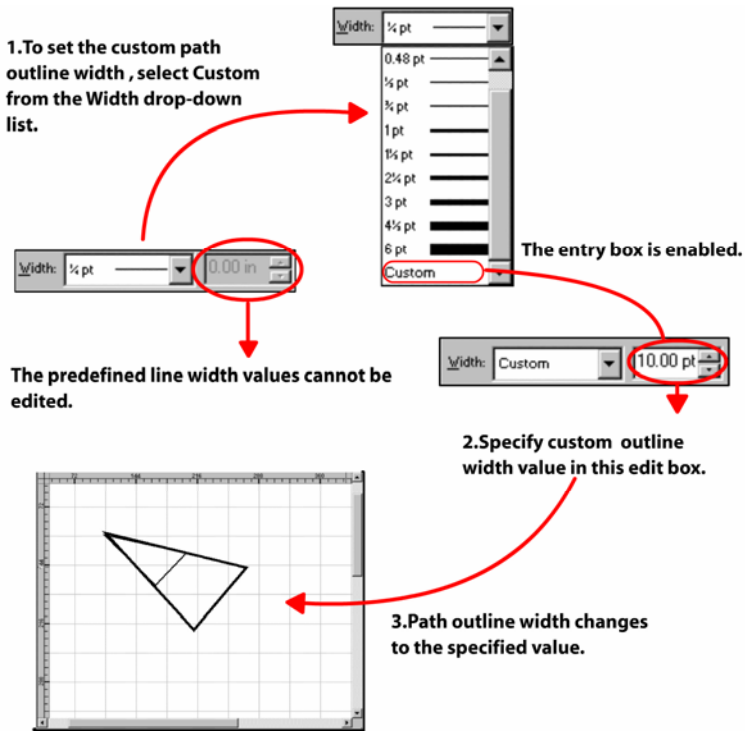 1.To set the custom path
outline width , select Custom
from the Width drop-down
list.
Width: ¼ pt
0.48 pt
½ pt
¾ pt
1 pt
1½ pt
2¼ pt
3 pt
4½ pt
6 pt
Custom
The entry box is enabled.
Width: ¼ pt 0.00 in
The predefined line width values cannot be
edited.
Width: Custom 10.00 pt
2.Specify custom outline
width value in this edit box.
72 144 216
3.Path outline width changes
to the specified value.